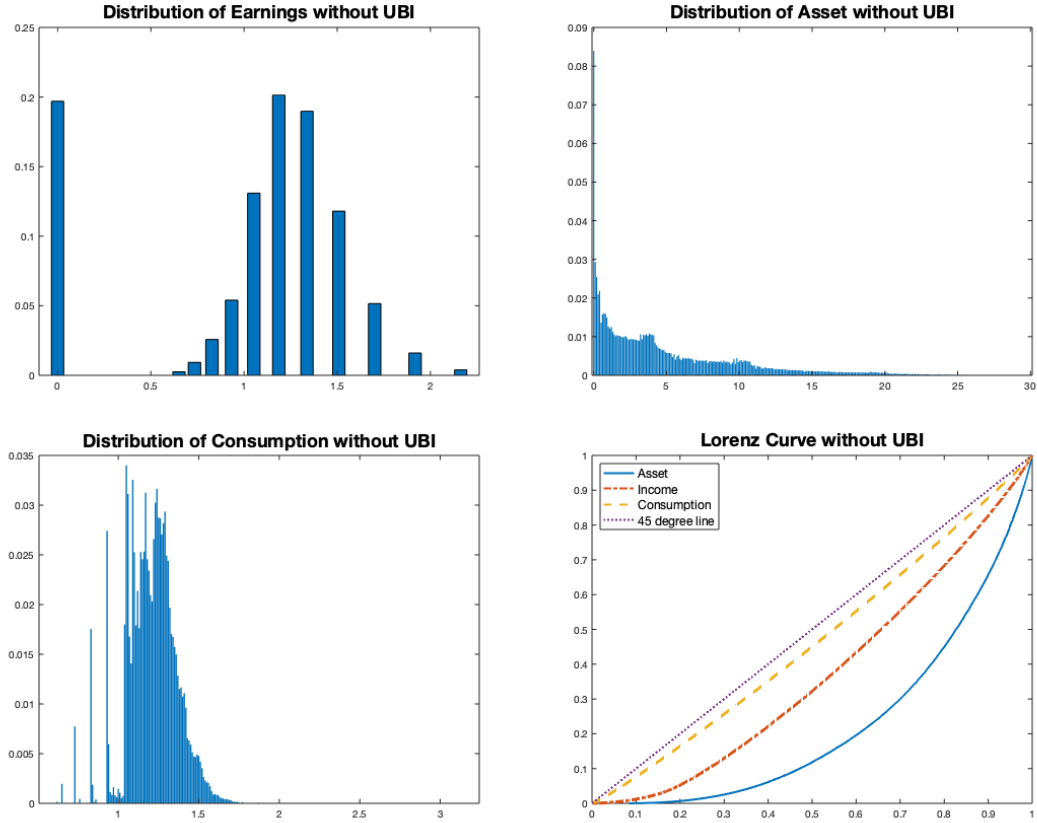 Distribution of Earnings without UBI
0.25
0.2
0.15
0.1
0.05
0
0 0.5 1 1.5 2
Distribution of Asset without UBI
0.09
0.08
0.07
0.06
0.05
0.04
0.03
0.02
0.01
0
0 5 10 15 20 25 30
Distribution of Consumption without UBI
0.035
0.03
0.025
0.02
0.015
0.01
0.005
0
1 1.5 2 2.5 3
Lorenz Curve without UBI
1
0.9
0.8
0.7
0.6
0.5
0.4
0.3
0.2
0.1
0
Asset
Income
Consumption
45 degree line
0 0.1 0.2 0.3 0.4 0.5 0.6 0.7 0.8 0.9 1